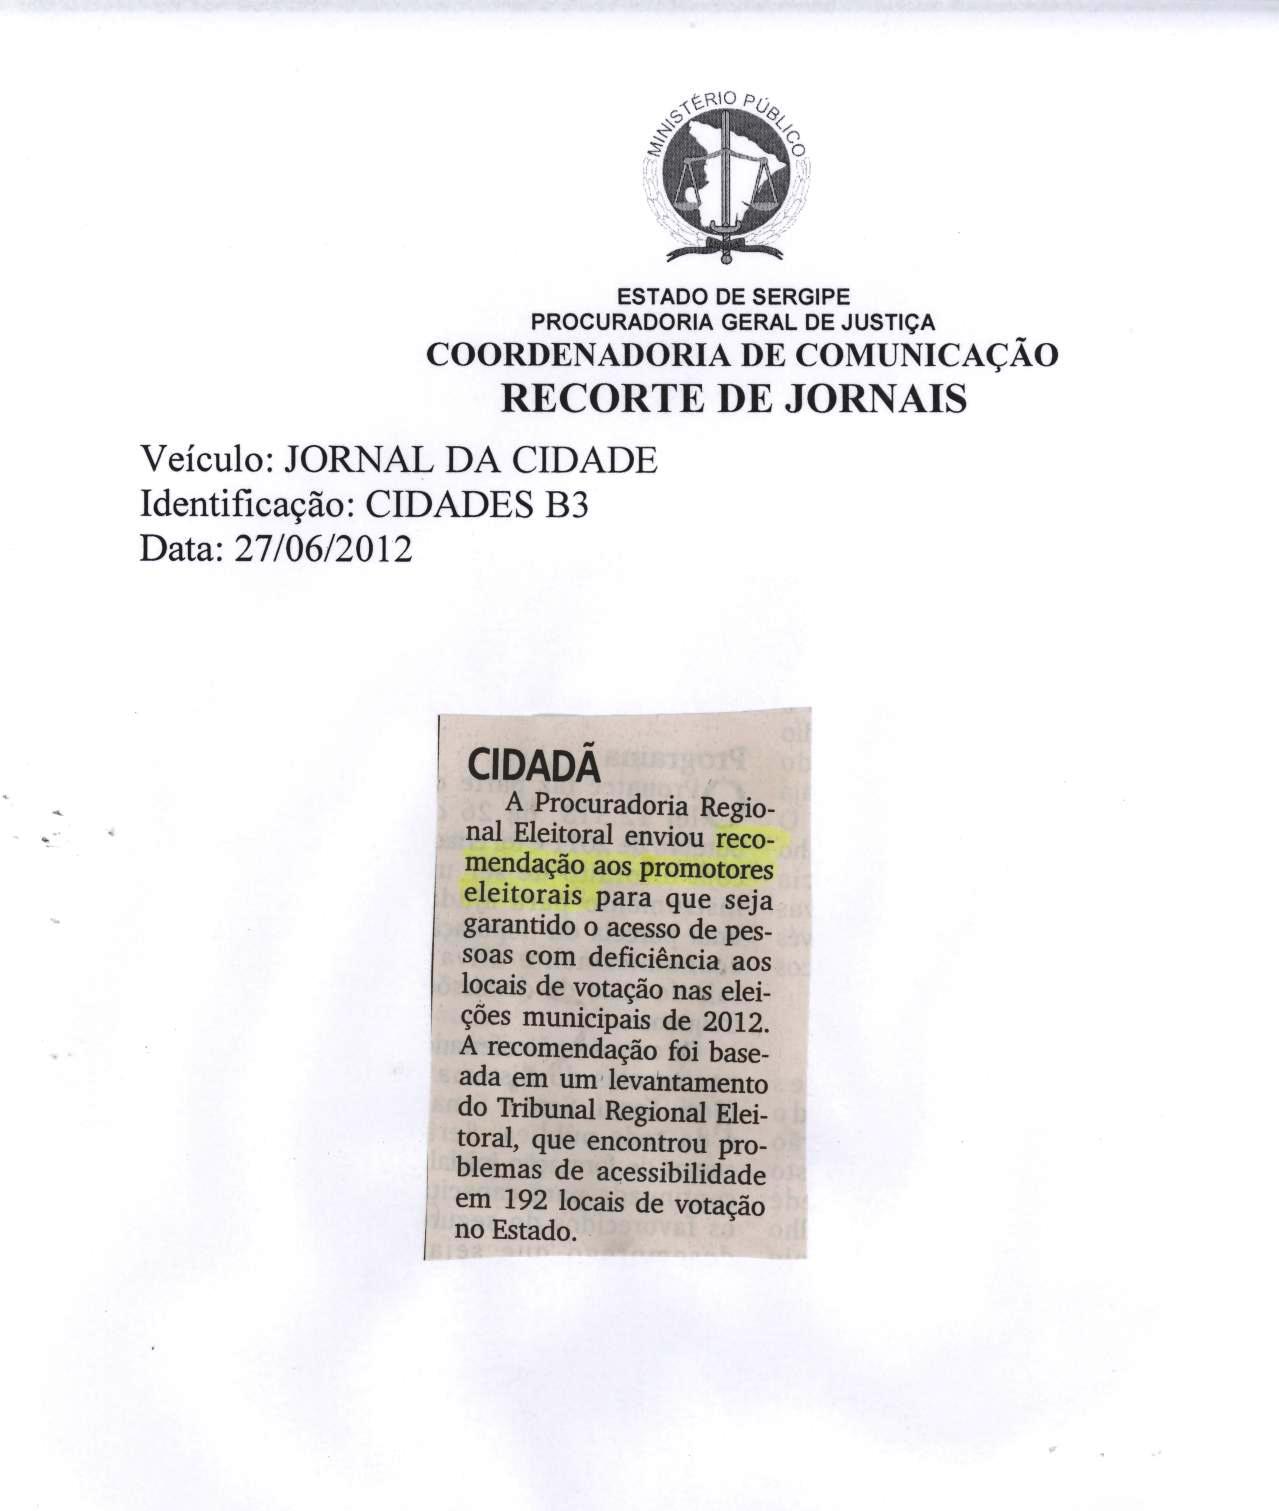 MINISTÉRIO PÚBLICO
ESTADO DE SERGIPE
PROCURADORIA GERAL DE JUSTIÇA
COORDENADORIA DE COMUNICAÇÃO
RECORTE DE JORNAIS
Veículo: JORNAL DA CIDADE
Identificação: CIDADES B3
Data: 27/06/2012
CIDADÃ
A Procuradoria Regio-
nal Eleitoral enviou reco-
mendação aos promotores
eleitorais para que seja
garantido o acesso de pes-
soas com deficiência aos
locais de votação nas elei-
ções municipais de 2012.
A recomendação foi base-
ada em um levantamento
do Tribunal Regional Elei-
toral, que encontrou pro-
blemas de acessibilidade
em 192 locais de votação
no Estado.